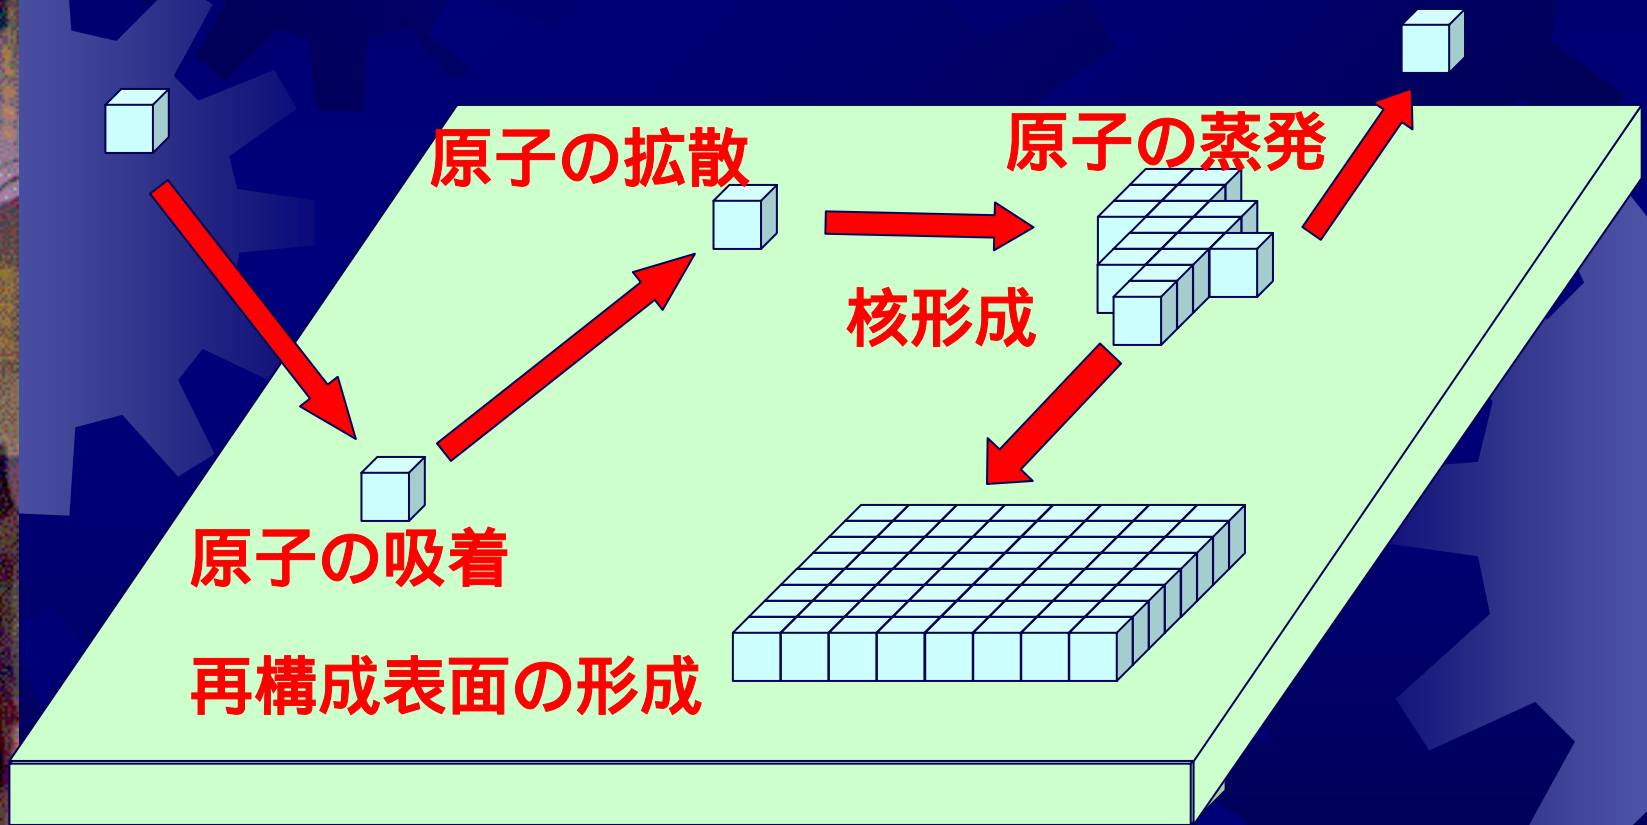 原子の拡散
原子の蒸発
核形成
原子の吸着
再構成表面の形成